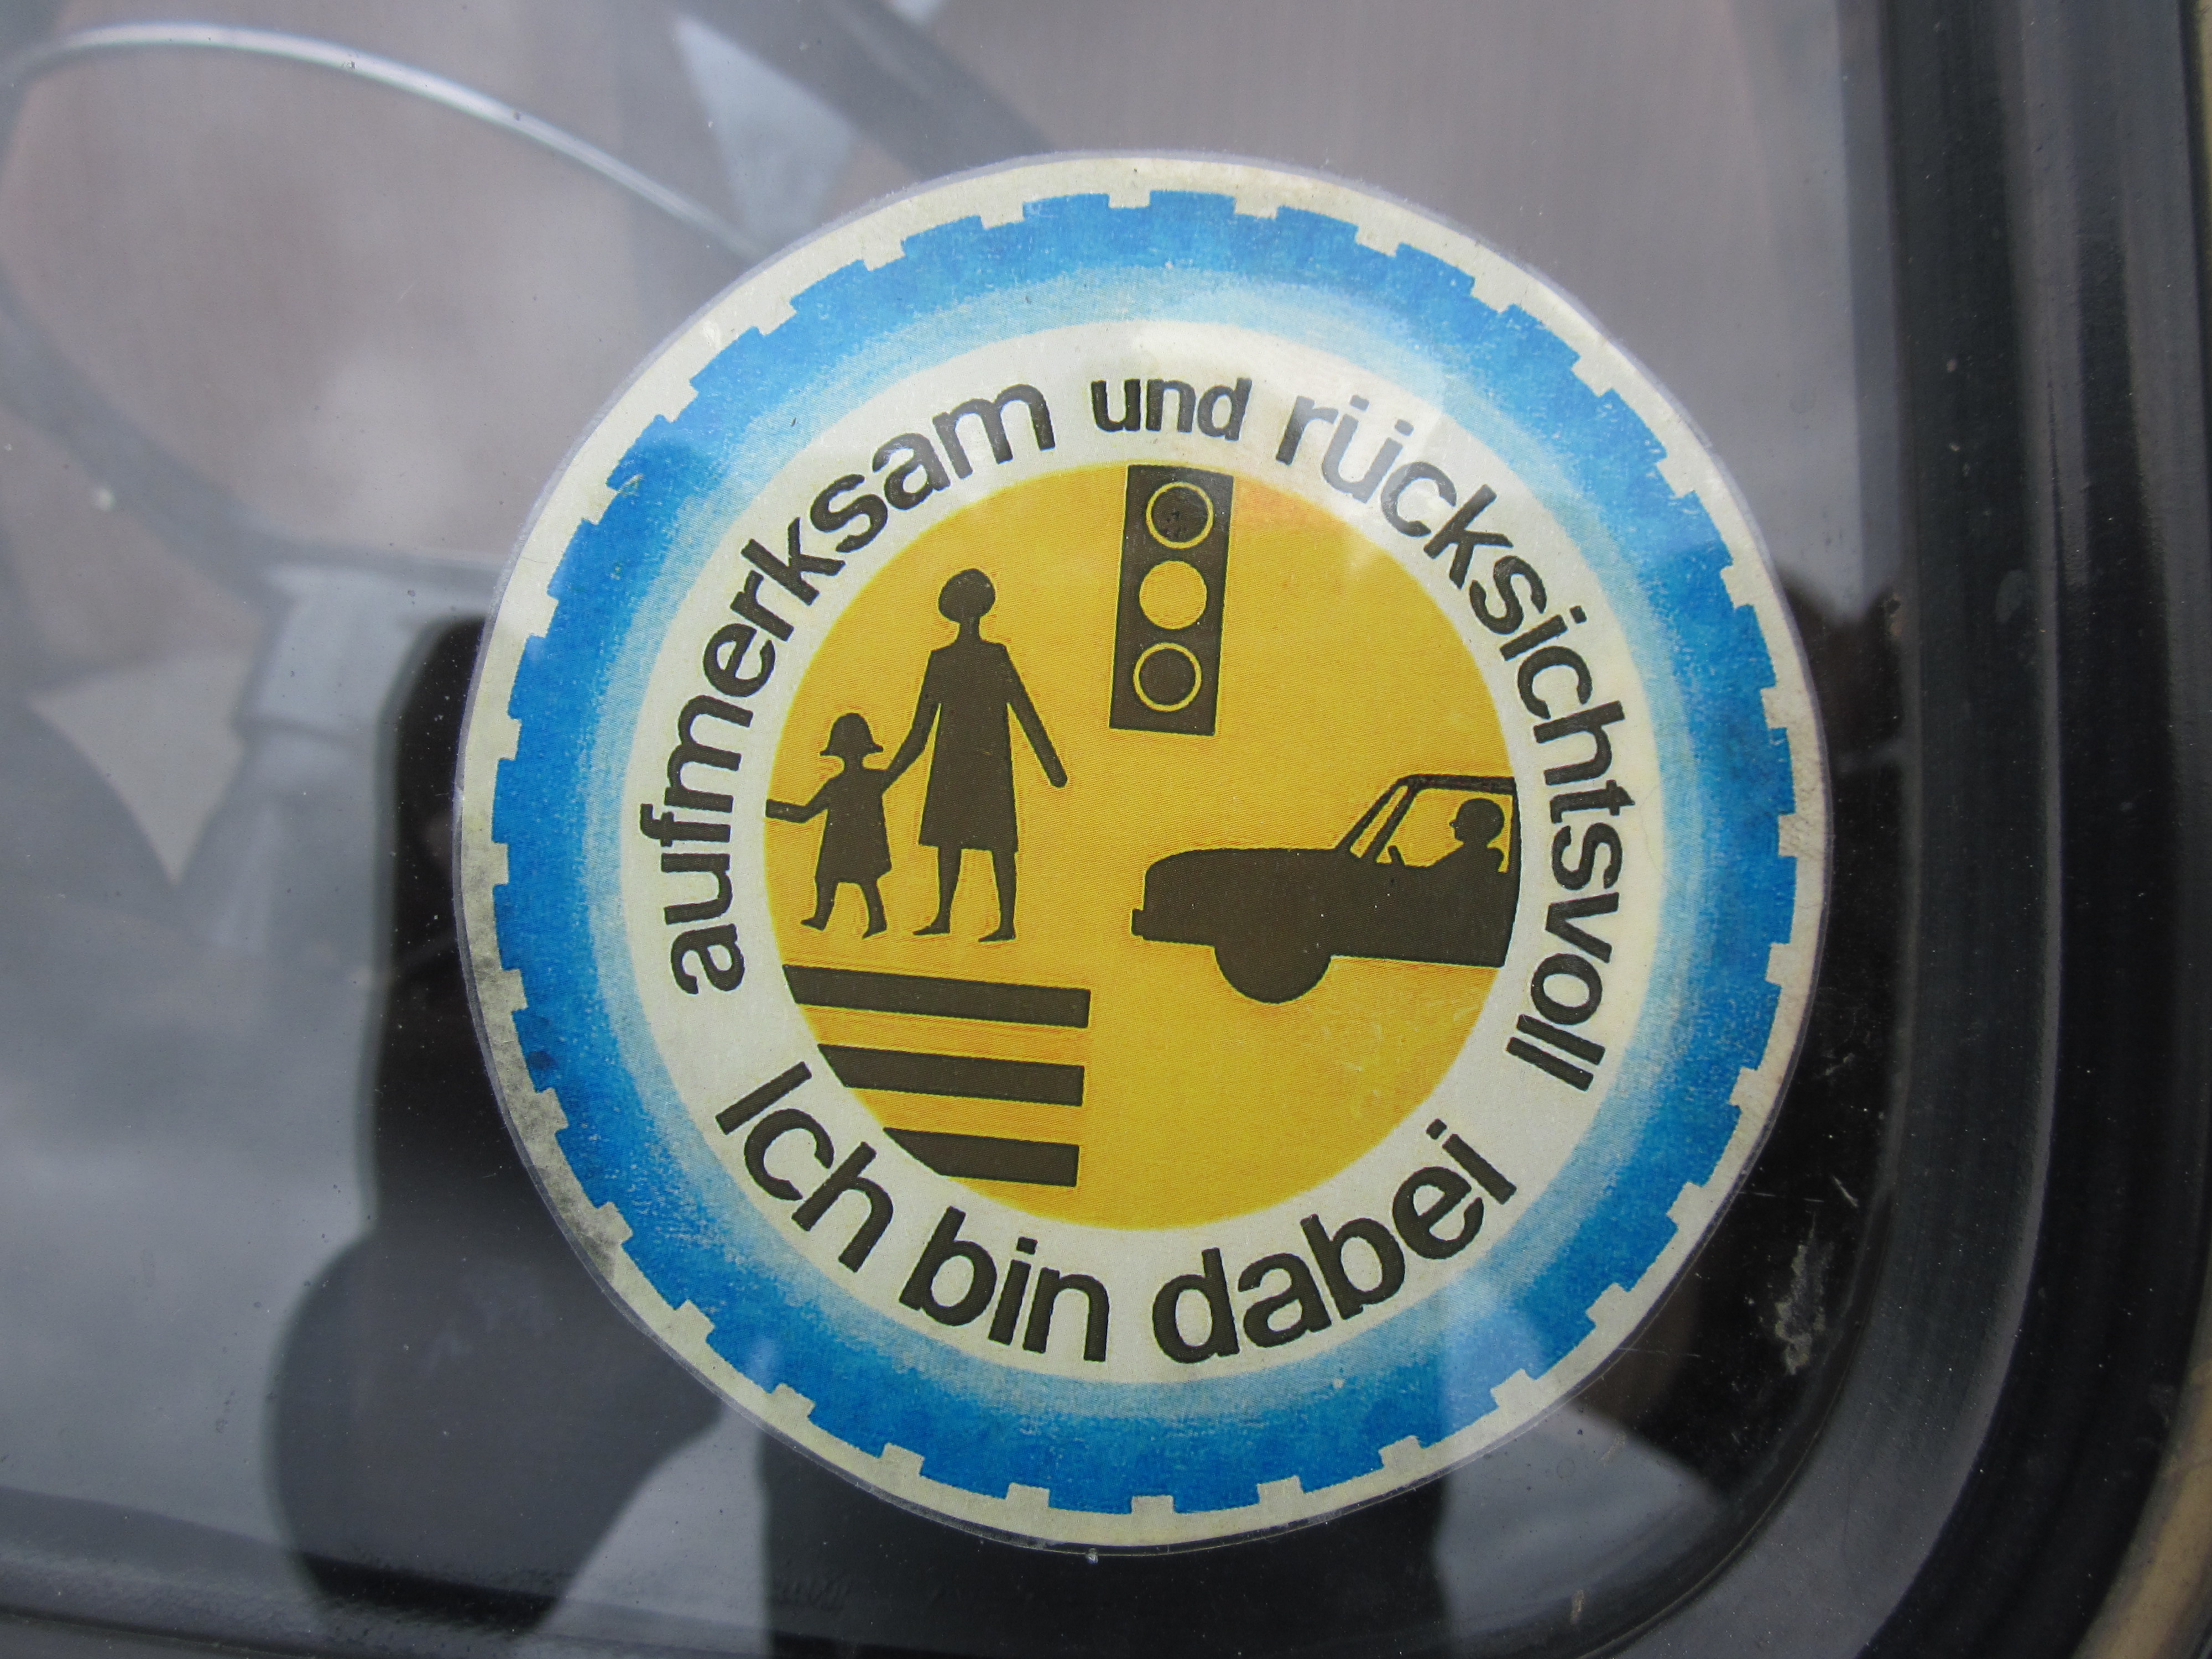 aufmerksam und rücksichtsvoll
Ich bin dabei